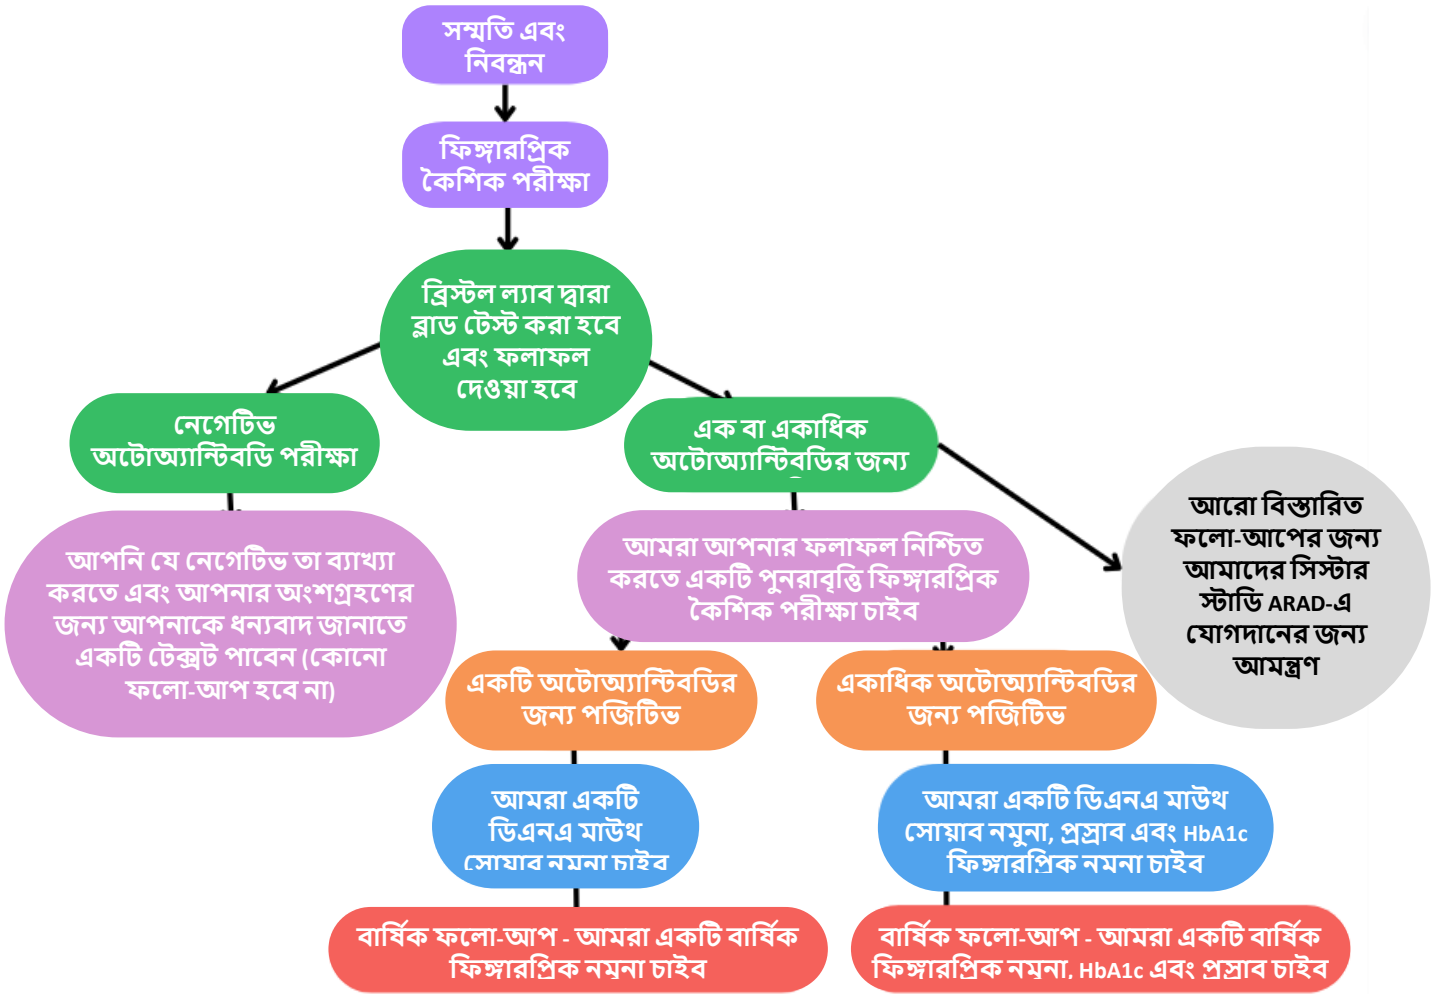 সম্মতি এবং
নিবন্ধন
ফিঙ্গারপ্রিক
কৈশিক পরীক্ষা
ব্রিস্টল ল্যাব দ্বারা
ব্লাড টেস্ট করা হবে
এবং ফলাফল
দেওয়া হবে
নেগেটিভ
অটোঅ্যান্টিবডি পরীক্ষা
এক বা একাধিক
অটোঅ্যান্টিবডির জন্য
আপনি যে নেগেটিভ তা ব্যাখ্যা
করতে এবং আপনার অংশগ্রহণের
জন্য আপনাকে ধন্যবাদ জানাতে
একটি টেক্সট পাবেন (কোনো
ফলো-আপ হবে না)
আমরা আপনার ফলাফল নিশ্চিত
করতে একটি পুনরাবৃত্তি ফিঙ্গারপ্রিক
কৈশিক পরীক্ষা চাইব
আরো বিস্তারিত
ফলো-আপের জন্য
আমাদের সিস্টার
স্টাডি ARAD-এ
যোগদানের জন্য
আমন্ত্রণ
একটি অটোঅ্যান্টিবডির
জন্য পজিটিভ
একাধিক অটোঅ্যান্টিবডির
জন্য পজিটিভ
আমরা একটি
ডিএনএ মাউথ
সোয়াব নমুনা চাইব
আমরা একটি ডিএনএ মাউথ
সোয়াব নমুনা, প্রস্রাব এবং HbA1c
ফিঙ্গারপ্রিক নমুনা চাইব
বার্ষিক ফলো-আপ - আমরা একটি বার্ষিক
ফিঙ্গারপ্রিক নমুনা চাইব
বার্ষিক ফলো-আপ - আমরা একটি বার্ষিক
ফিঙ্গারপ্রিক নমুনা, HbA1c এবং প্রস্রাব চাইব